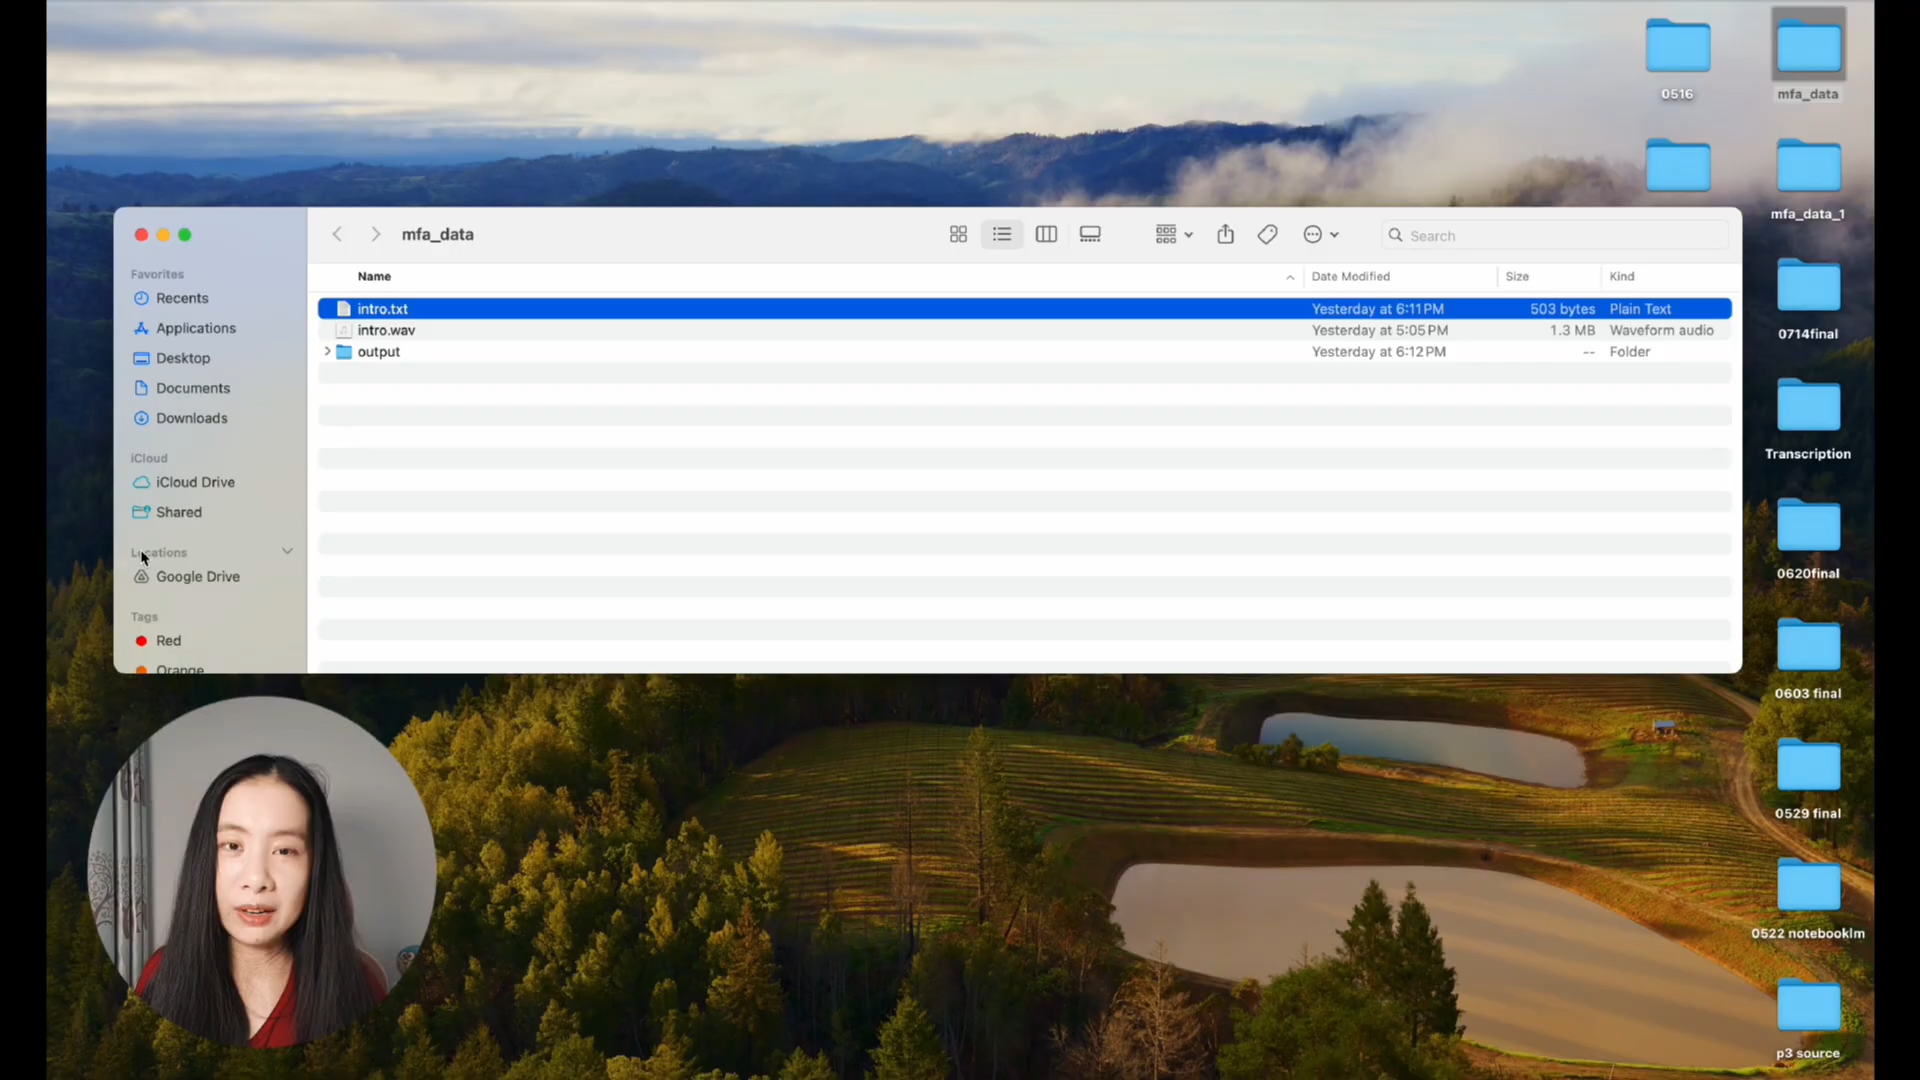 0516
mfa_data
mfa_data_1
0714final
Transcription
0620final
0603 final
0529 final
0522 notebooklm
p3 source
mfa_data
Search
Favorites
Recents
Applications
Desktop
Documents
Downloads
iCloud
iCloud Drive
Shared
Locations
Google Drive
Tags
Red
Orange
Name Date Modified Size Kind
intro.txt Yesterday at 6:11 PM 503 bytes Plain Text
intro.wav Yesterday at 5:05 PM 1.3 MB Waveform audio
output Yesterday at 6:12 PM -- Folder